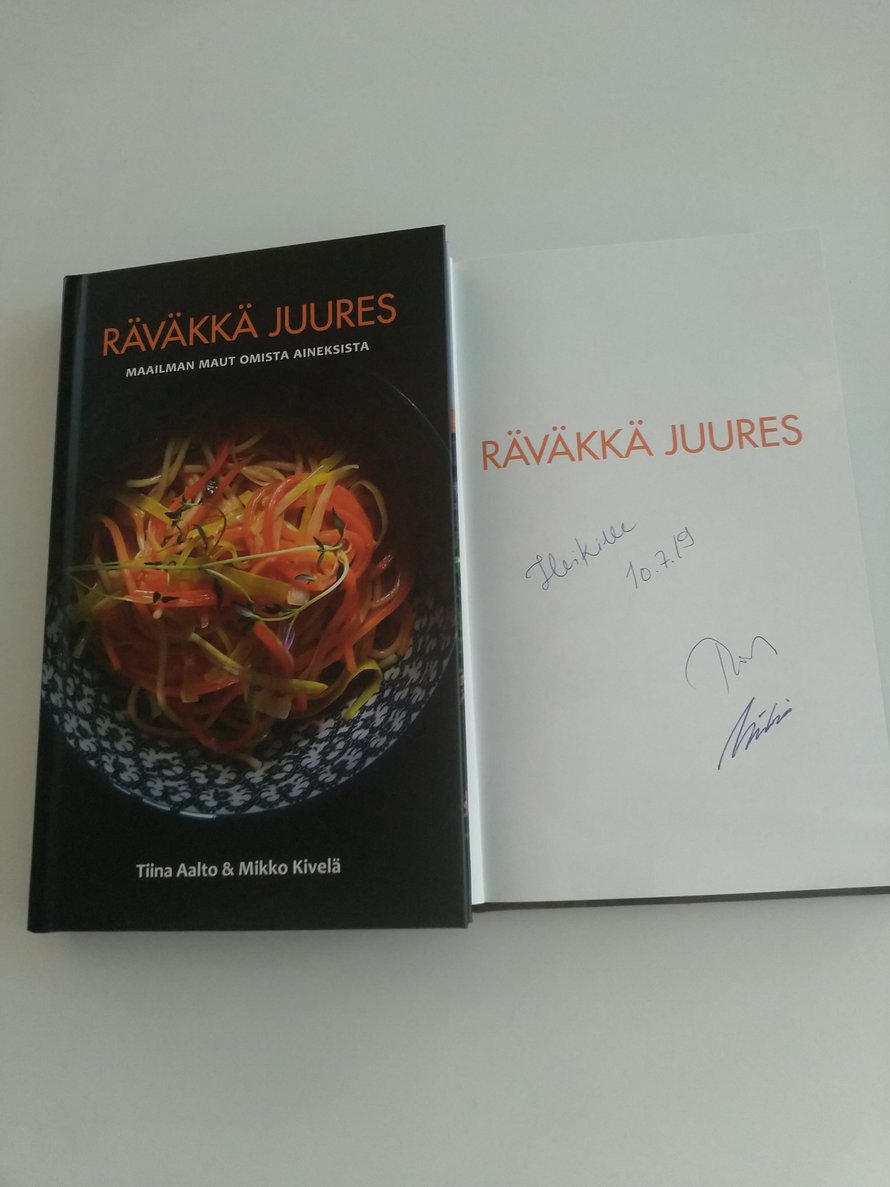 RÄVÄKKÄ JUURES
MAAILMAN MAUT OMISTA AINEKSISTA
Tiina Aalto & Mikko Kivelä
RÄVÄKKÄ JUURES
Heikille
10.7.19